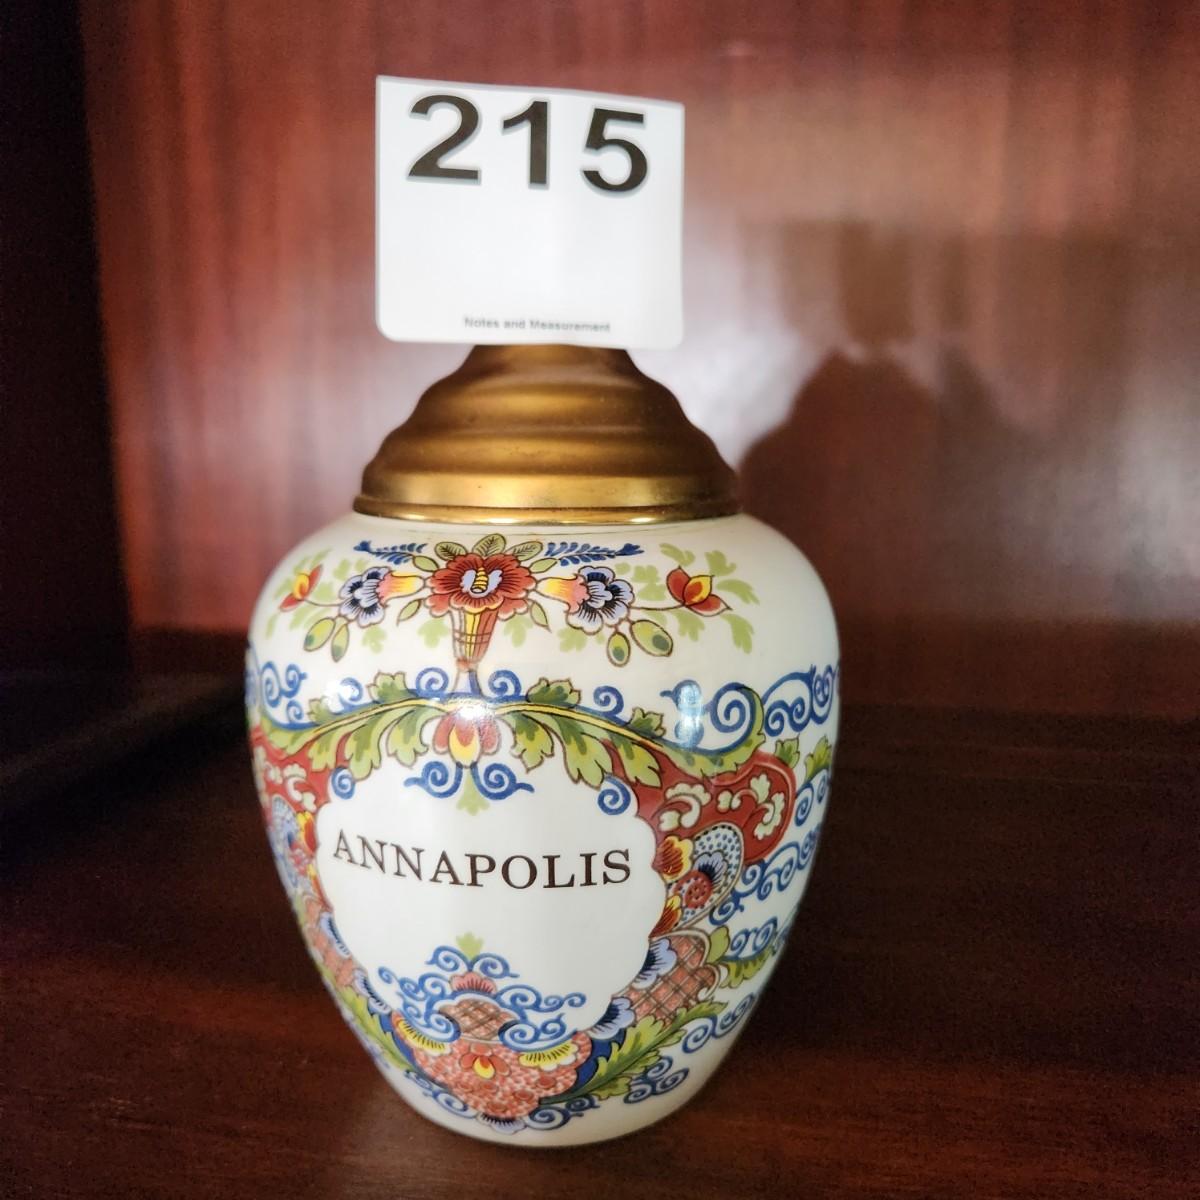 215
Notes and Measurement
ANNAPOLIS